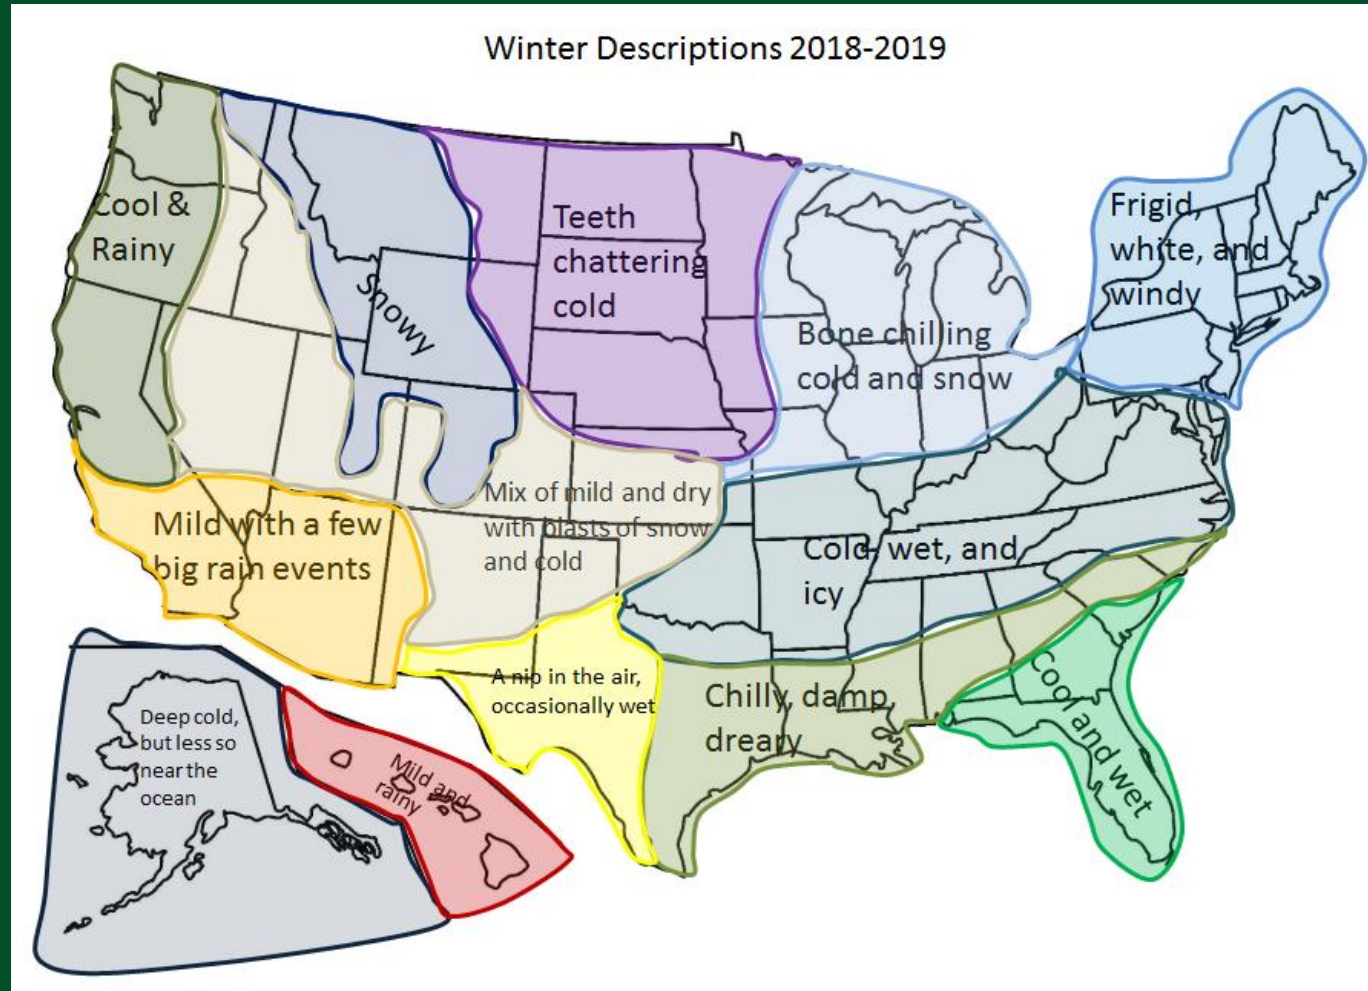 Winter Descriptions 2018-2019
Cool &
Rainy
Snowy
Teeth
chattering
cold
Bone chilling
cold and snow
Frigid,
white, and
windy
Mild with a few
big rain events
Mix of mild and dry
with blasts of snow
and cold
Cold, wet, and
icy
A nip in the air,
occasionally wet
Chilly, damp,
dreary
Cool and wet
Deep cold,
but less so
near the
ocean
Mild and
rainy